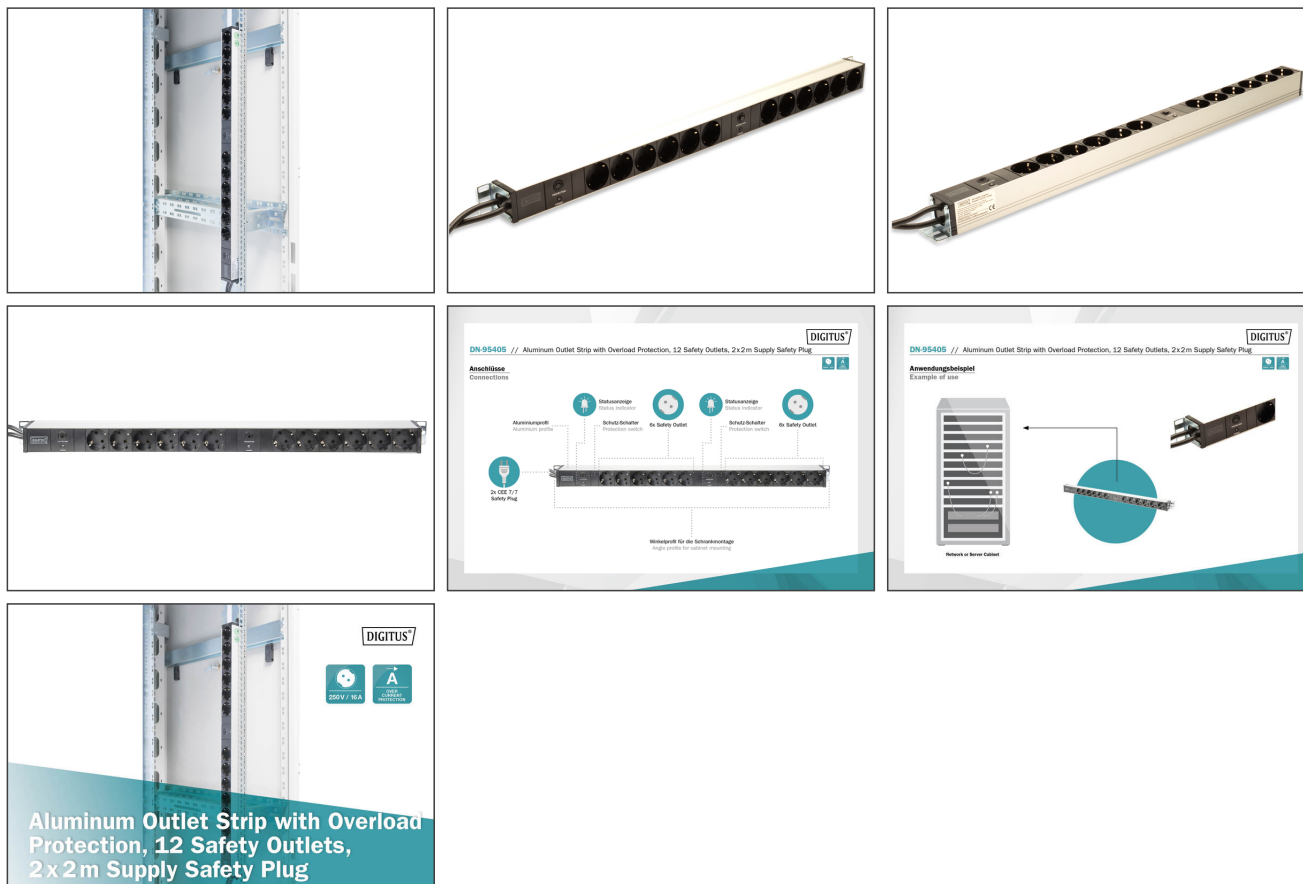 DIGITUS®
DN-95405 // Aluminum Outlet Strip with Overload Protection, 12 Safety Outlets, 2x2m Supply Safety Plug
Anschlüsse
Connections
Statusanzeige
Status indicator
Statusanzeige
Status indicator
Aluminiumprofil
Aluminium profile
Schutz-Schalter
Protection switch
6x Safety Outlet
Schutz-Schalter
Protection switch
6x Safety Outlet
2x CEE 7/7
Safety Plug
Winkelprofil für die Schrankmontage
Angle profile for cabinet mounting
DIGITUS®
DN-95405 // Aluminum Outlet Strip with Overload Protection, 12 Safety Outlets, 2x2m Supply Safety Plug
Anwendungsbeispiel
Example of use
Network or Server Cabinet
DIGITUS®
250V / 16A
A
OVER
CURRENT
PROTECTION
Aluminum Outlet Strip with Overload
Protection, 12 Safety Outlets,
2x2m Supply Safety Plug